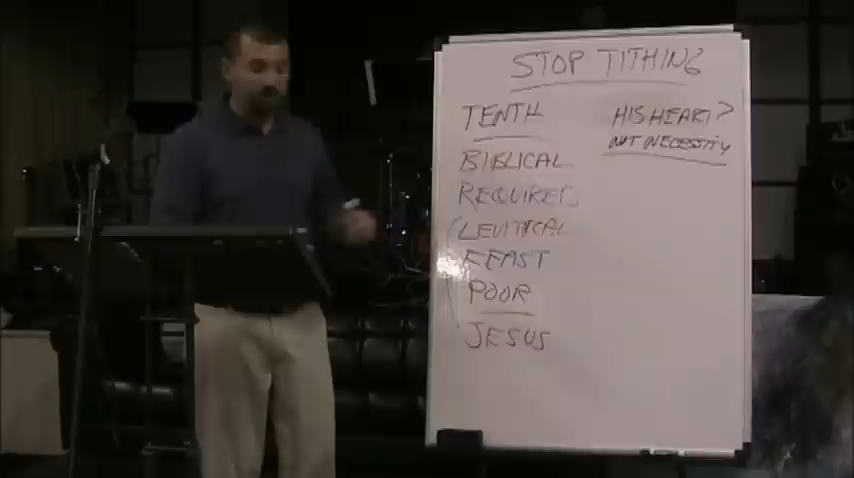 STOP TITHING
TENTH
BIBLICAL
REQUIRED
(LEVITICAL
FEAST
POOR
JESUS
HIS HEART?
NOT NECESSITY